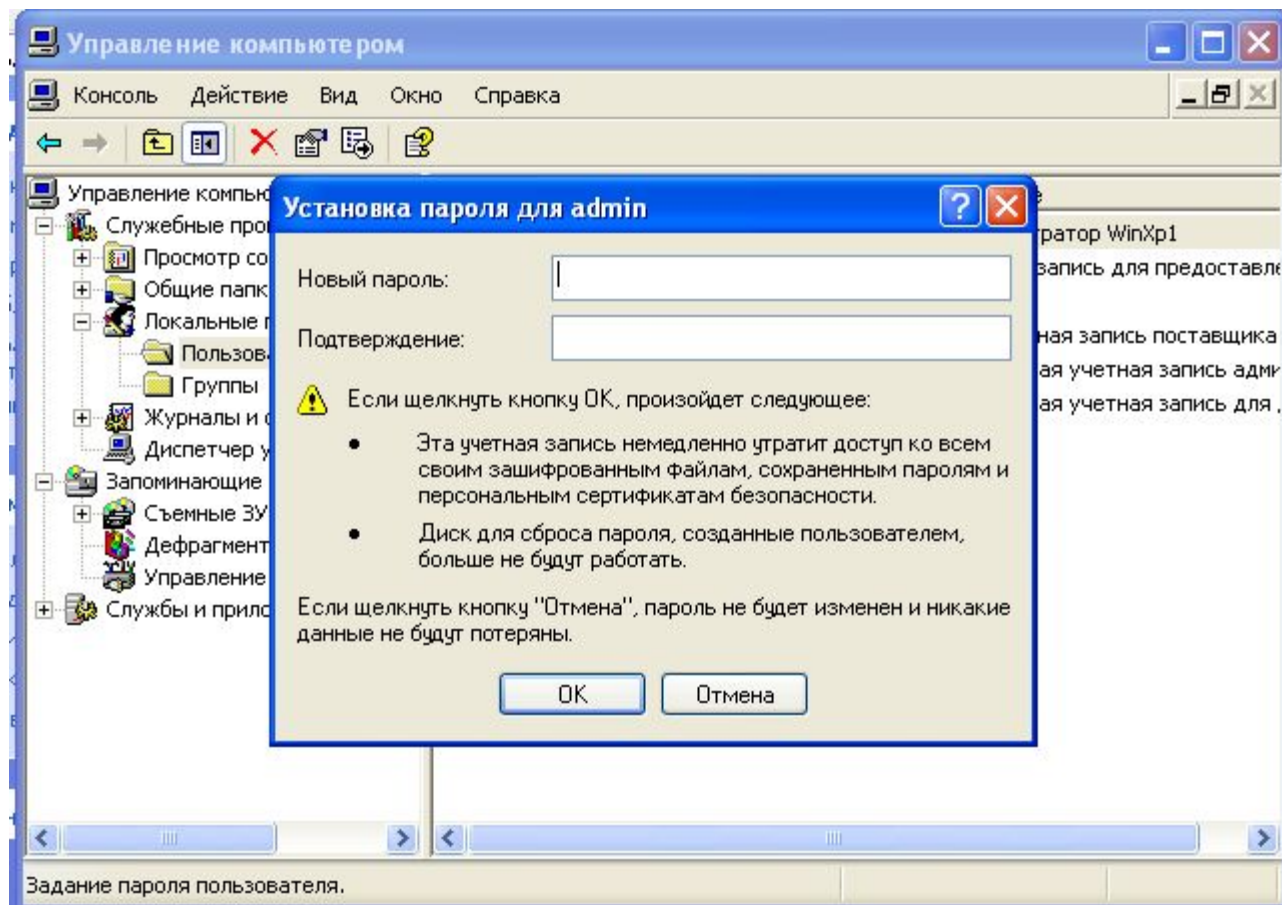 Управление компьютером
Консоль Действие Вид Окно Справка
Управление компью
Служебные про
Просмотр со
Общие папк
Локальные
Пользов
Группы
Журналы и
Диспетчер у
Запоминающие
Съемные ЗУ
Дефрагмент
Управление
Службы и прило
Установка пароля для admin
Новый пароль:
Подтверждение:
Если щелкнуть кнопку ОК, произойдет следующее:
• Эта учетная запись немедленно утратит доступ ко всем
своим зашифрованным файлам, сохраненным паролям и
персональным сертификатам безопасности.
• Диск для сброса пароля, созданные пользователем,
больше не будут работать.
Если щелкнуть кнопку "Отмена", пароль не будет изменен и никакие
данные не будут потеряны.
ОК
Отмена
тратор WinXp1
запись для предоставле
ная запись поставщика
ая учетная запись адми
ая учетная запись для
Задание пароля пользователя.